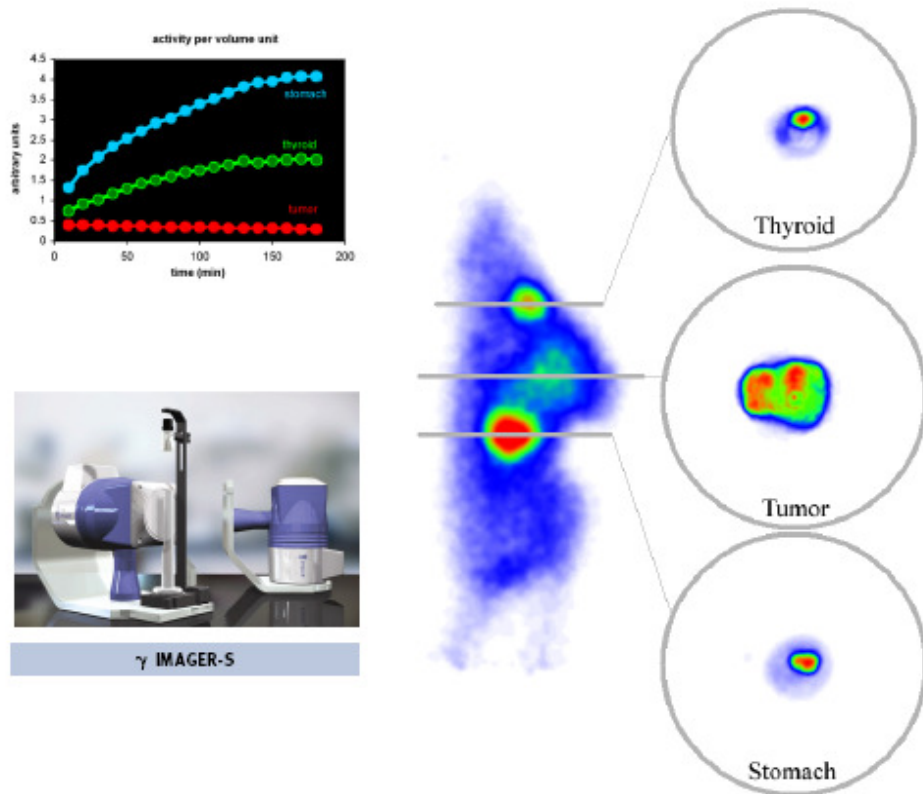 activity per volume unit
4.5
4
3.5
3
2.5
2
1.5
1
0.5
0
arbitrary units
stomach
thyroid
tumor
0
50
100
150
200
time (min)
γ IMAGER-S
Thyroid
Tumor
Stomach